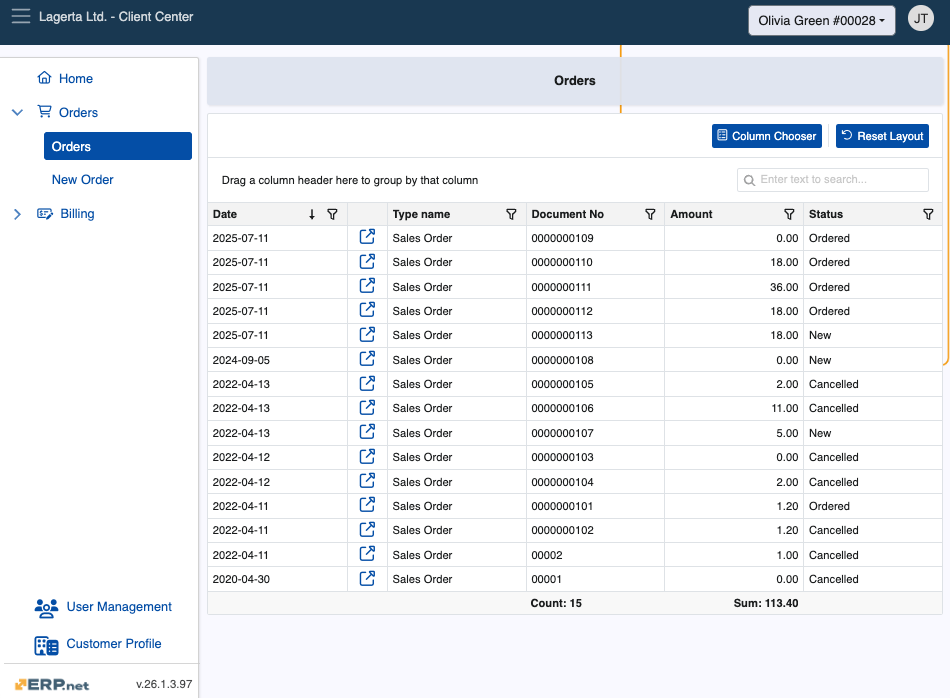 Lagerta Ltd. - Client Center
Olivia Green #00028
JT
Home
Orders
Orders
New Order
Billing
User Management
Customer Profile
ERP.net
v.26.1.3.97
Orders
Column Chooser
Reset Layout
Drag a column header here to group by that column
Enter text to search...
Date Type name Document No Amount Status
2025-07-11 Sales Order 0000000109 0.00 Ordered
2025-07-11 Sales Order 0000000110 18.00 Ordered
2025-07-11 Sales Order 0000000111 36.00 Ordered
2025-07-11 Sales Order 0000000112 18.00 Ordered
2025-07-11 Sales Order 0000000113 18.00 New
2024-09-05 Sales Order 0000000108 0.00 New
2022-04-13 Sales Order 0000000105 2.00 Cancelled
2022-04-13 Sales Order 0000000106 11.00 Cancelled
2022-04-13 Sales Order 0000000107 5.00 New
2022-04-12 Sales Order 0000000103 0.00 Cancelled
2022-04-12 Sales Order 0000000104 2.00 Cancelled
2022-04-11 Sales Order 0000000101 1.20 Ordered
2022-04-11 Sales Order 0000000102 1.20 Cancelled
2022-04-11 Sales Order 00002 1.00 Cancelled
2020-04-30 Sales Order 00001 0.00 Cancelled
Count: 15 Sum: 113.40